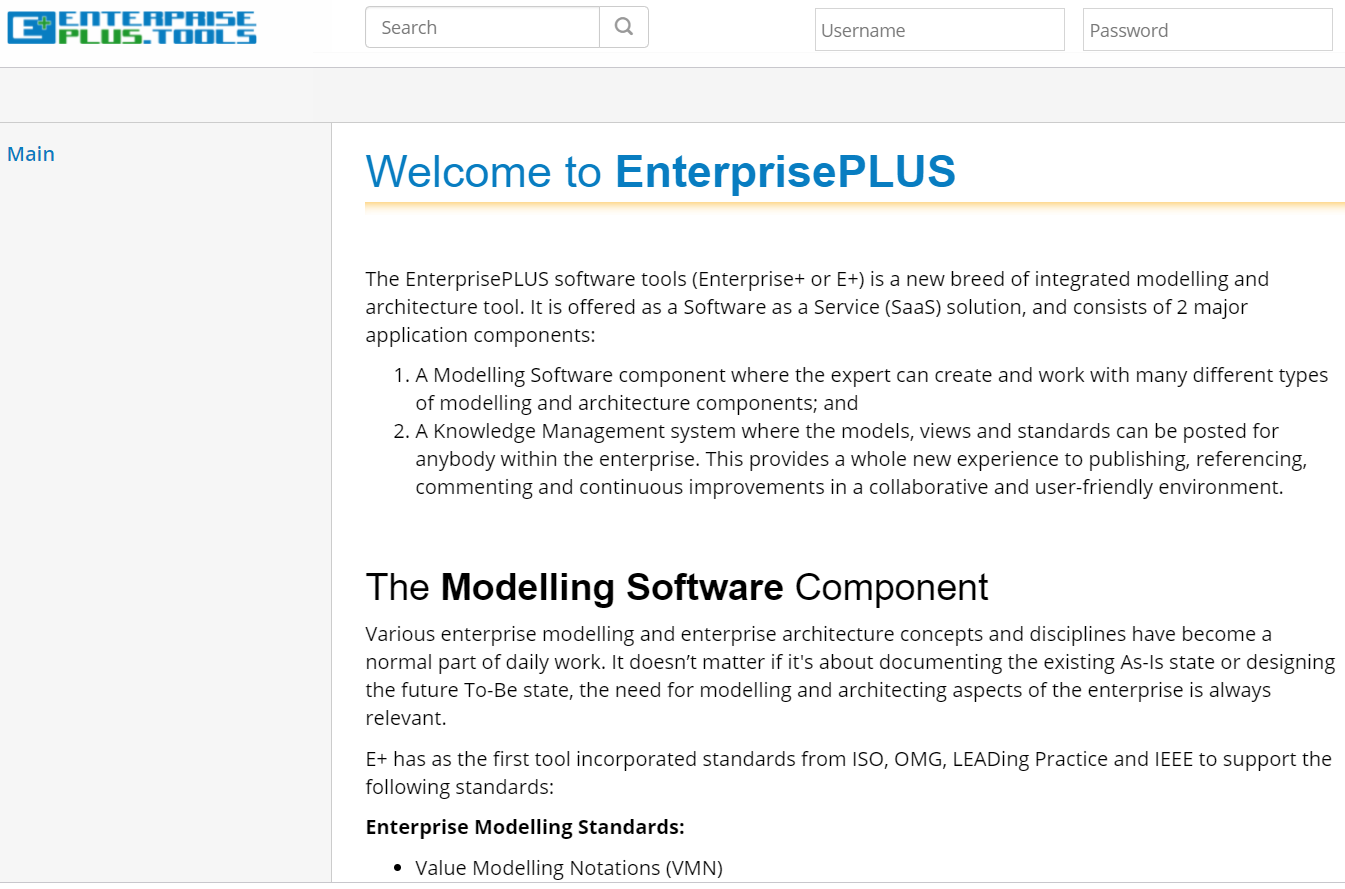 ENTERPRISE
PLUS.TOOLS
Search
Username
Password
Main
Welcome to EnterprisePLUS
The EnterprisePLUS software tools (Enterprise+ or E+) is a new breed of integrated modelling and
architecture tool. It is offered as a Software as a Service (SaaS) solution, and consists of 2 major
application components:
1. A Modelling Software component where the expert can create and work with many different types
of modelling and architecture components; and
2. A Knowledge Management system where the models, views and standards can be posted for
anybody within the enterprise. This provides a whole new experience to publishing, referencing,
commenting and continuous improvements in a collaborative and user-friendly environment.
The Modelling Software Component
Various enterprise modelling and enterprise architecture concepts and disciplines have become a
normal part of daily work. It doesn’t matter if it's about documenting the existing As-Is state or designing
the future To-Be state, the need for modelling and architecting aspects of the enterprise is always
relevant.
E+ has as the first tool incorporated standards from ISO, OMG, LEADing Practice and IEEE to support the
following standards:
Enterprise Modelling Standards:
• Value Modelling Notations (VMN)